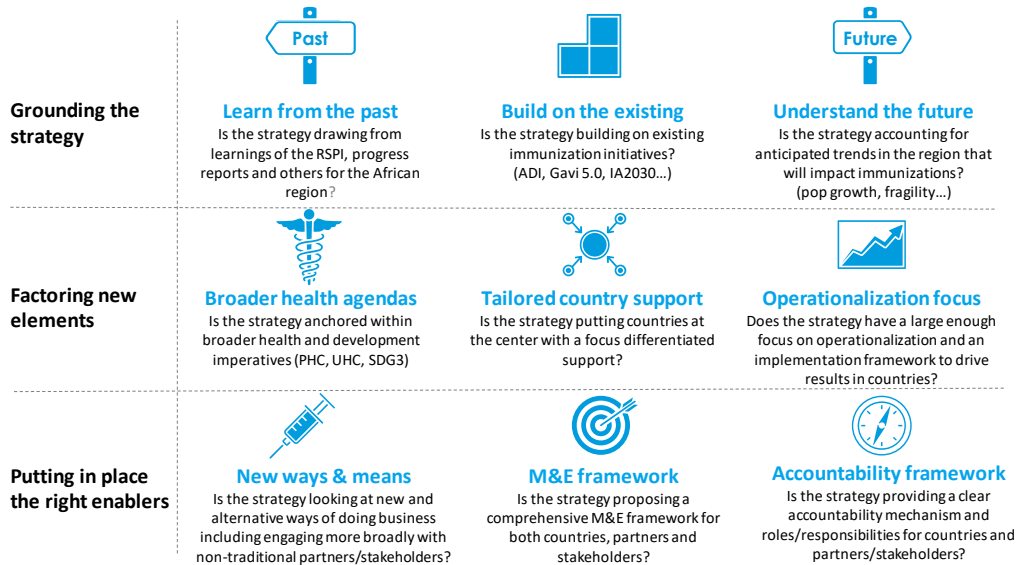 Past
Future
Grounding the
strategy
Learn from the past
Is the strategy drawing from
learnings of the RSPI, progress
reports and others for the African
region?
Build on the existing
Is the strategy building on existing
immunization initiatives?
(ADI, Gavi 5.0, IA2030…)
Understand the future
Is the strategy accounting for
anticipated trends in the region that
will impact immunizations?
(pop growth, fragility…)
Factoring new
elements
Broader health agendas
Is the strategy anchored within
broader health and development
imperatives (PHC, UHC, SDG3)
Tailored country support
Is the strategy putting countries at
the center with a focus differentiated
support?
Operationalization focus
Does the strategy have a large enough
focus on operationalization and an
implementation framework to drive
results in countries?
Putting in place
the right enablers
New ways & means
Is the strategy looking at new and
alternative ways of doing business
including engaging more broadly with
non-traditional partners/stakeholders?
M&E framework
Is the strategy proposing a
comprehensive M&E framework for
both countries, partners and
stakeholders?
Accountability framework
Is the strategy providing a clear
accountability mechanism and
roles/responsibilities for countries and
partners/stakeholders?